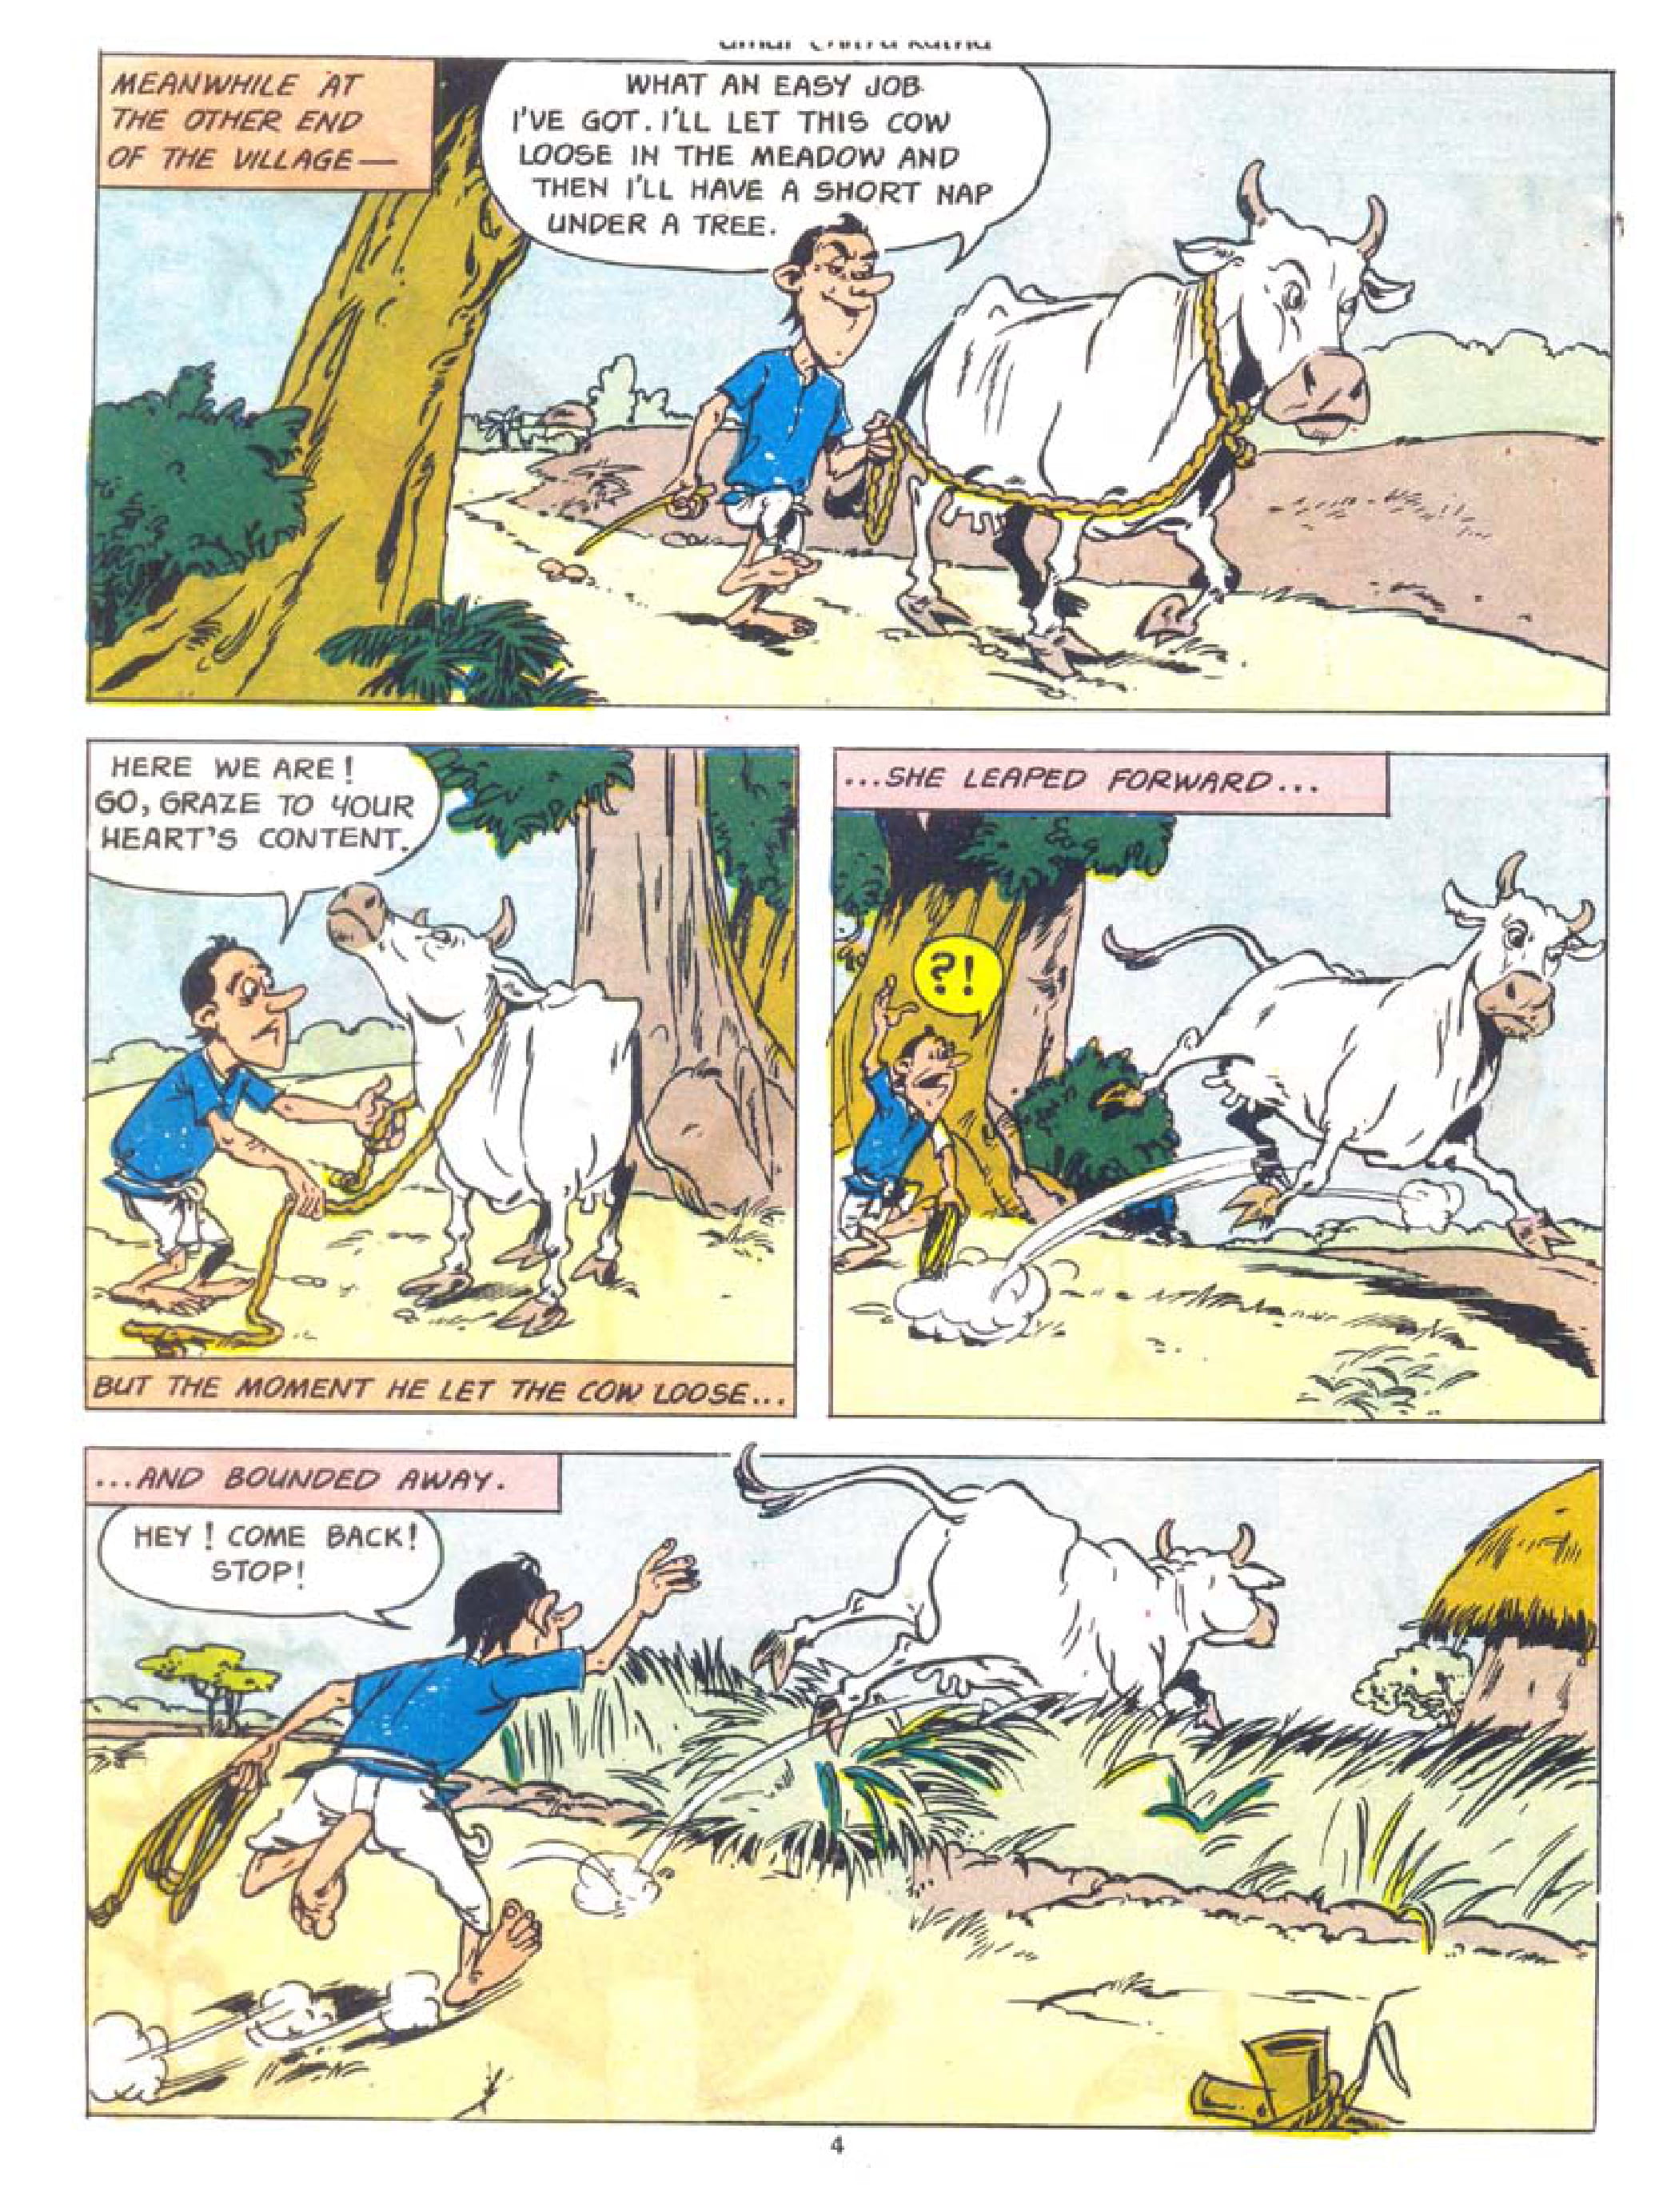 amar chitra katha
MEANWHILE AT
THE OTHER END
OF THE VILLAGE—
WHAT AN EASY JOB
I'VE GOT. I'LL LET THIS COW
LOOSE IN THE MEADOW AND
THEN I'LL HAVE A SHORT NAP
UNDER A TREE.
HERE WE ARE!
GO, GRAZE TO YOUR
HEART'S CONTENT.
BUT THE MOMENT HE LET THE COW LOOSE...
...SHE LEAPED FORWARD...
?!
...AND BOUNDED AWAY.
HEY! COME BACK!
STOP!
4